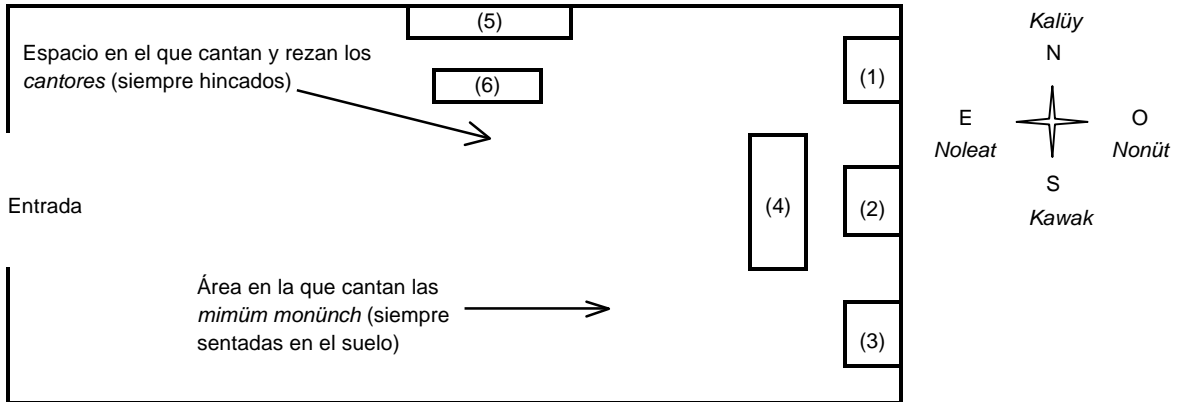 (5)
Espacio en el que cantan y rezan los
cantores (siempre hincados)
(6)
(1)
Entrada
(4)
(2)
Área en la que cantan las
mimüm monünch (siempre
sentadas en el suelo)
(3)
Kalüy
N
E
O
Noleat
Nonüt
S
Kawak